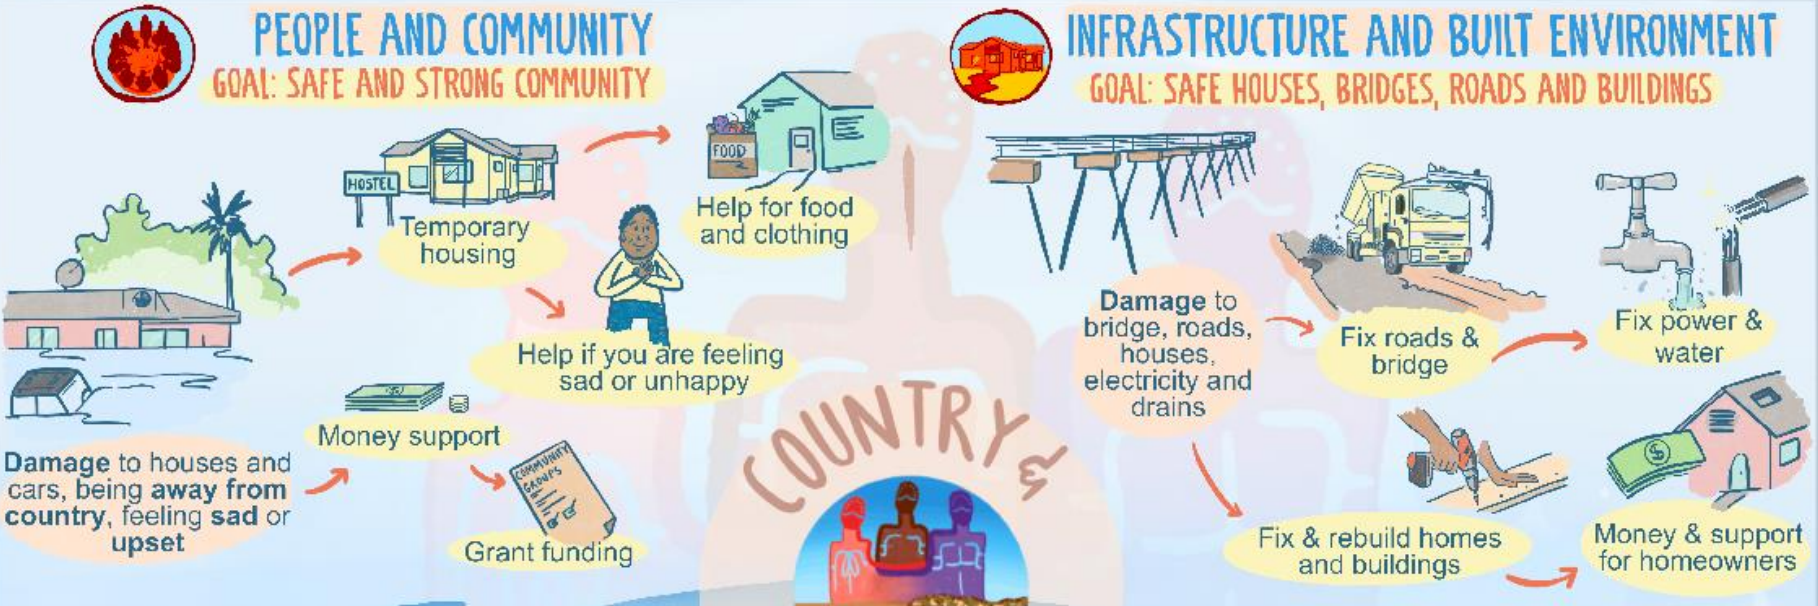 PEOPLE AND COMMUNITY
GOAL: SAFE AND STRONG COMMUNITY
HOSTEL
Temporary
housing
FOOD
Help for food
and clothing
Help if you are feeling
sad or unhappy
Damage to houses and
cars, being away from
country, feeling sad or
upset
Money support
$
COMMUNITY
GROUPS
Grant funding
COUNTRY &
INFRASTRUCTURE AND BUILT ENVIRONMENT
GOAL: SAFE HOUSES, BRIDGES, ROADS AND BUILDINGS
Damage to
bridge, roads,
houses,
electricity and
drains
Fix roads &
bridge
Fix power &
water
Fix & rebuild homes
and buildings
$
Money & support
for homeowners